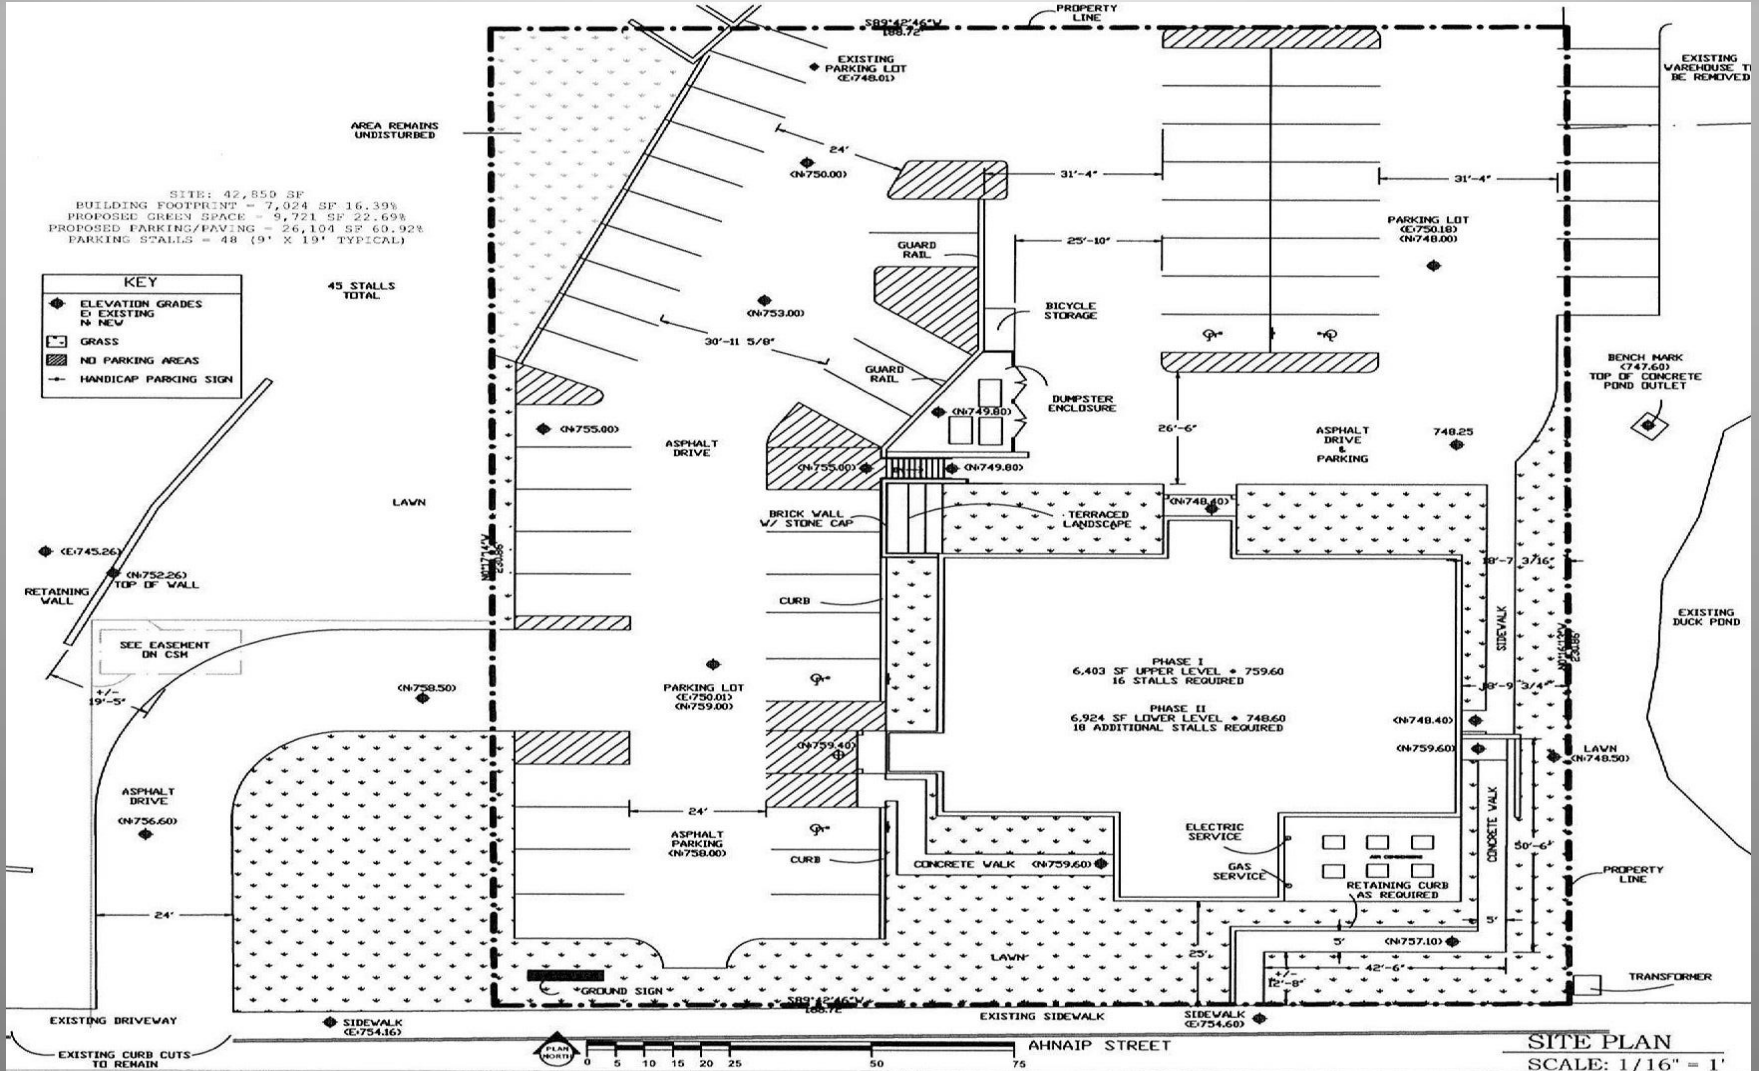 S89°42'46"W
188.72'
PROPERTY
LINE
EXISTING
PARKING LOT
(E:748.01)
EXISTING
WAREHOUSE T
BE REMOVED
AREA REMAINS
UNDISTURBED
24'
(N:750.00)
31'-4"
31'-4"
SITE: 42,850 SF
BUILDING FOOTPRINT = 7,024 SF 16.39%
PROPOSED GREEN SPACE = 9,721 SF 22.69%
PROPOSED PARKING/PAVING = 26,104 SF 60.92%
PARKING STALLS = 48 (9' X 19' TYPICAL)
PARKING LOT
(E:750.18)
(N:748.00)
GUARD
RAIL
25'-10"
KEY
ELEVATION GRADES
E: EXISTING
N: NEW
GRASS
NO PARKING AREAS
HANDICAP PARKING SIGN
45 STALLS
TOTAL
(N:753.00)
BICYCLE
STORAGE
30'-11 5/8"
GUARD
RAIL
BENCH MARK
(747.60)
TOP OF CONCRETE
POND OUTLET
DUMPSTER
ENCLOSURE
(N:749.80)
(N:755.00)
ASPHALT
DRIVE
26'-6"
ASPHALT
DRIVE
&
PARKING
748.25
(N:755.00)
(N:749.80)
LAWN
BRICK WALL
W/ STONE CAP
TERRACED
LANDSCAPE
(N:748.40)
(E:745.26)
(N:752.26)
TOP OF WALL
RETAINING
WALL
N0°17'14"W
230.86'
18'-7 3/16"
CURB
SIDEWALK
N0°16'13"W
230.86'
EXISTING
DUCK POND
SEE EASEMENT
ON CSM
+/-
19'-5"
(N:758.50)
PARKING LOT
(E:750.01)
(N:759.00)
PHASE I
6,403 SF UPPER LEVEL + 759.60
16 STALLS REQUIRED
PHASE II
6,924 SF LOWER LEVEL + 748.60
18 ADDITIONAL STALLS REQUIRED
18'-9 3/4"
(N:748.40)
(N:759.40)
(N:759.60)
LAWN
(N:748.50)
ASPHALT
DRIVE
(N:756.60)
24'
ASPHALT
PARKING
(N:758.00)
CURB
CONCRETE WALK
(N:759.60)
ELECTRIC
SERVICE
GAS
SERVICE
AIR CONDENSERS
CONCRETE WALK
50'-6"
RETAINING CURB
AS REQUIRED
PROPERTY
LINE
24'
5'
5'
(N:757.10)
LAWN
25'
42'-6"
+/-
12'-8"
GROUND SIGN
TRANSFORMER
S89°42'46"W
188.72'
EXISTING DRIVEWAY
SIDEWALK
(E:754.16)
EXISTING SIDEWALK
SIDEWALK
(E:754.60)
EXISTING CURB CUTS
TO REMAIN
PLAN
NORTH
0 5 10 15 20 25 50 75
AHNAIP STREET
SITE PLAN
SCALE: 1/16" = 1'